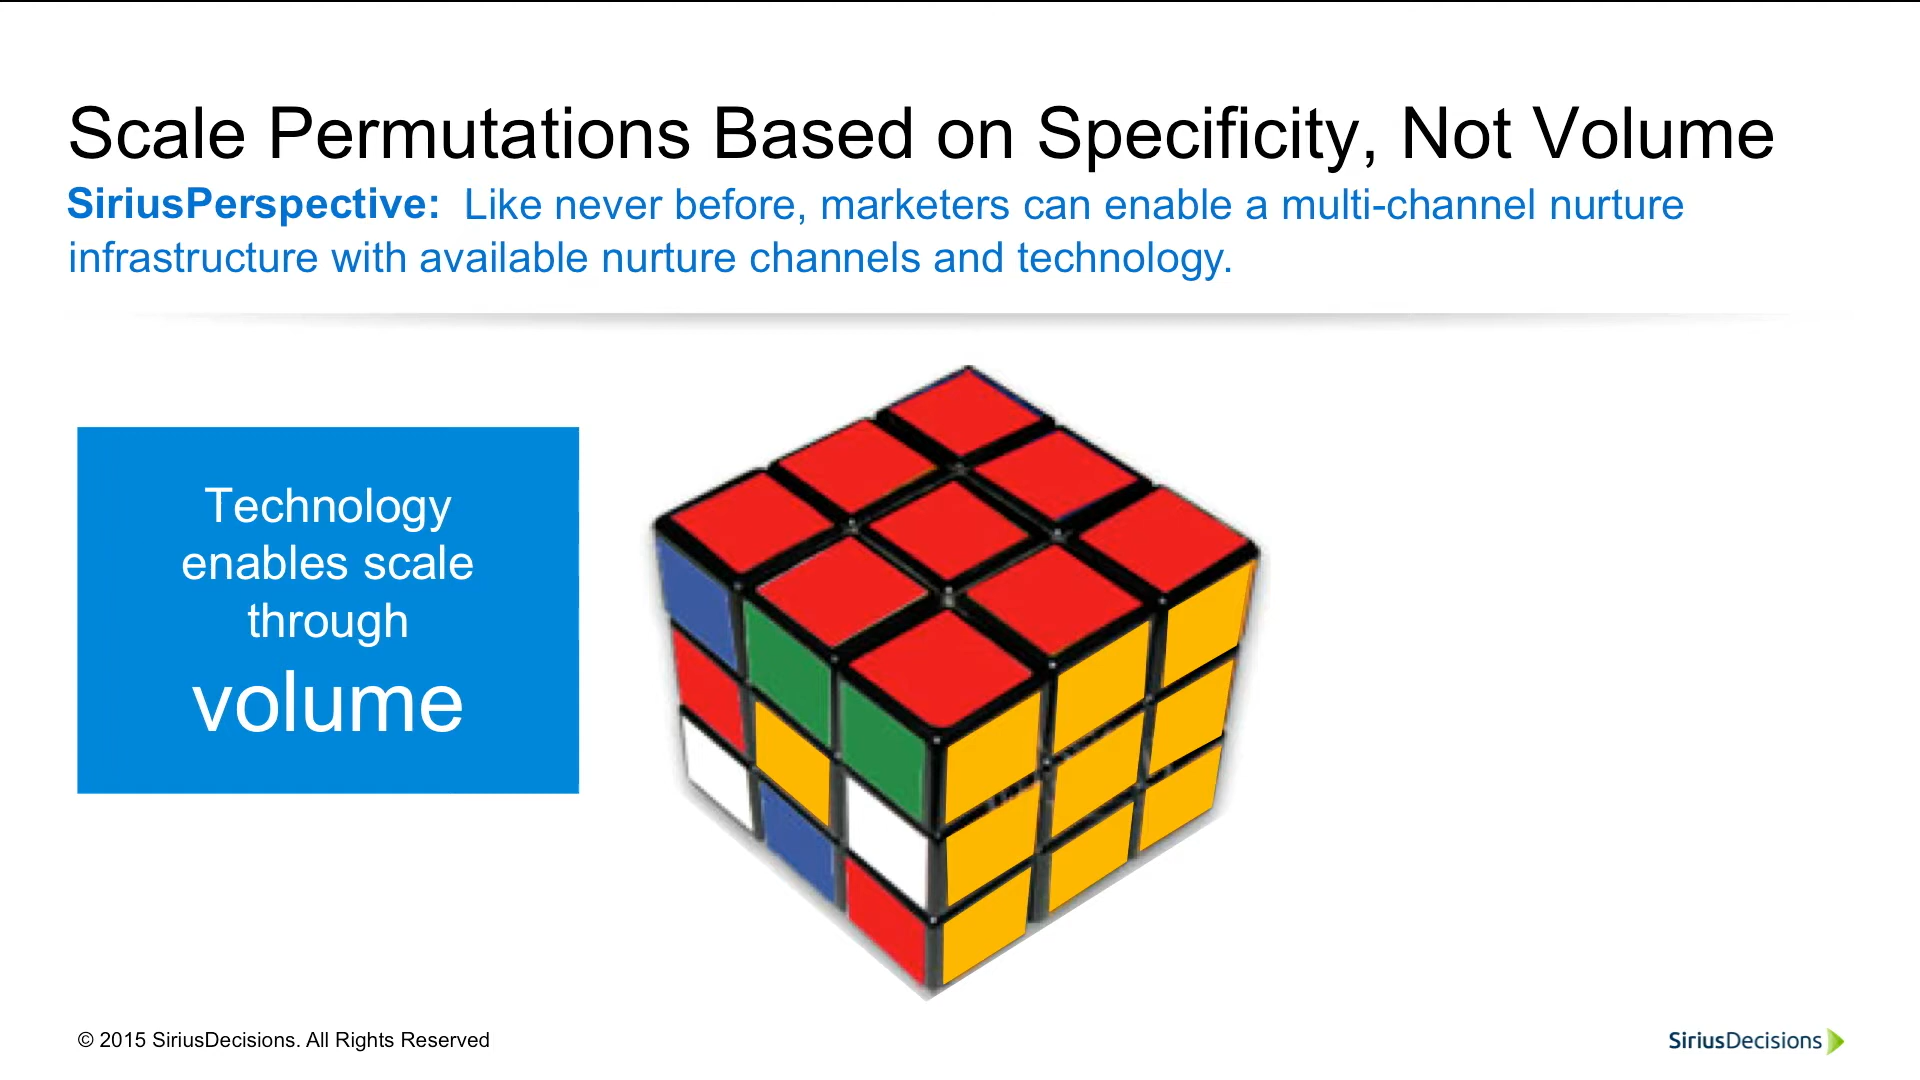 Scale Permutations Based on Specificity, Not Volume
SiriusPerspective: Like never before, marketers can enable a multi-channel nurture
infrastructure with available nurture channels and technology.
Technology
enables scale
through
volume
© 2015 SiriusDecisions. All Rights Reserved
SiriusDecisions